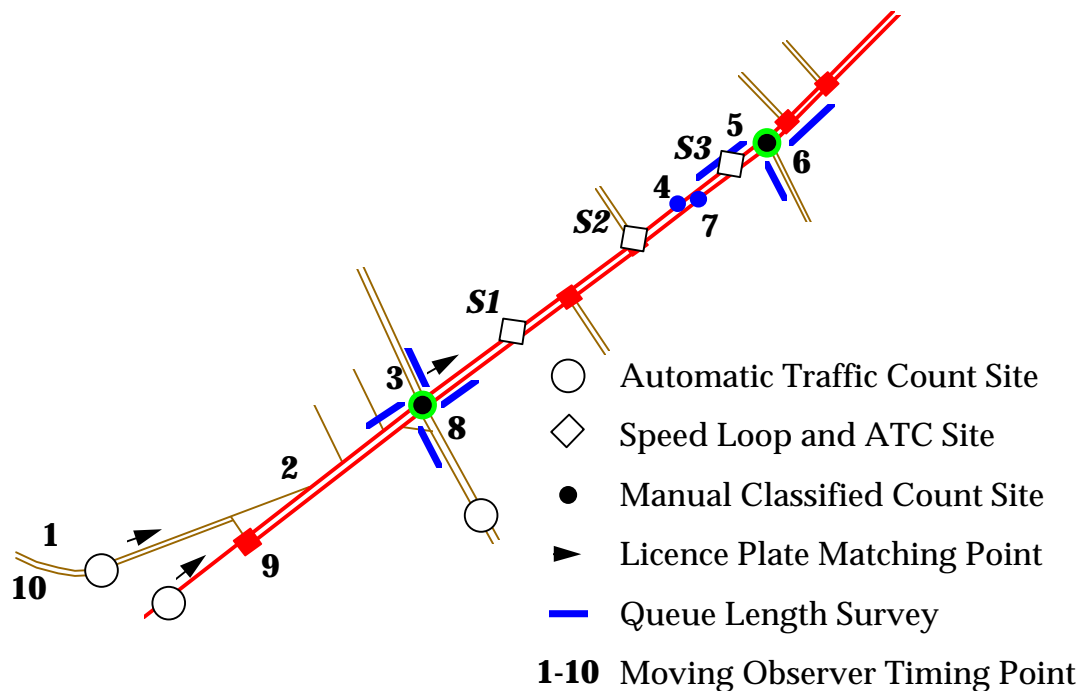 5
6
S3
4
7
S2
S1
3
8
2
1
10
9
Automatic Traffic Count Site
Speed Loop and ATC Site
Manual Classified Count Site
Licence Plate Matching Point
Queue Length Survey
1-10 Moving Observer Timing Point